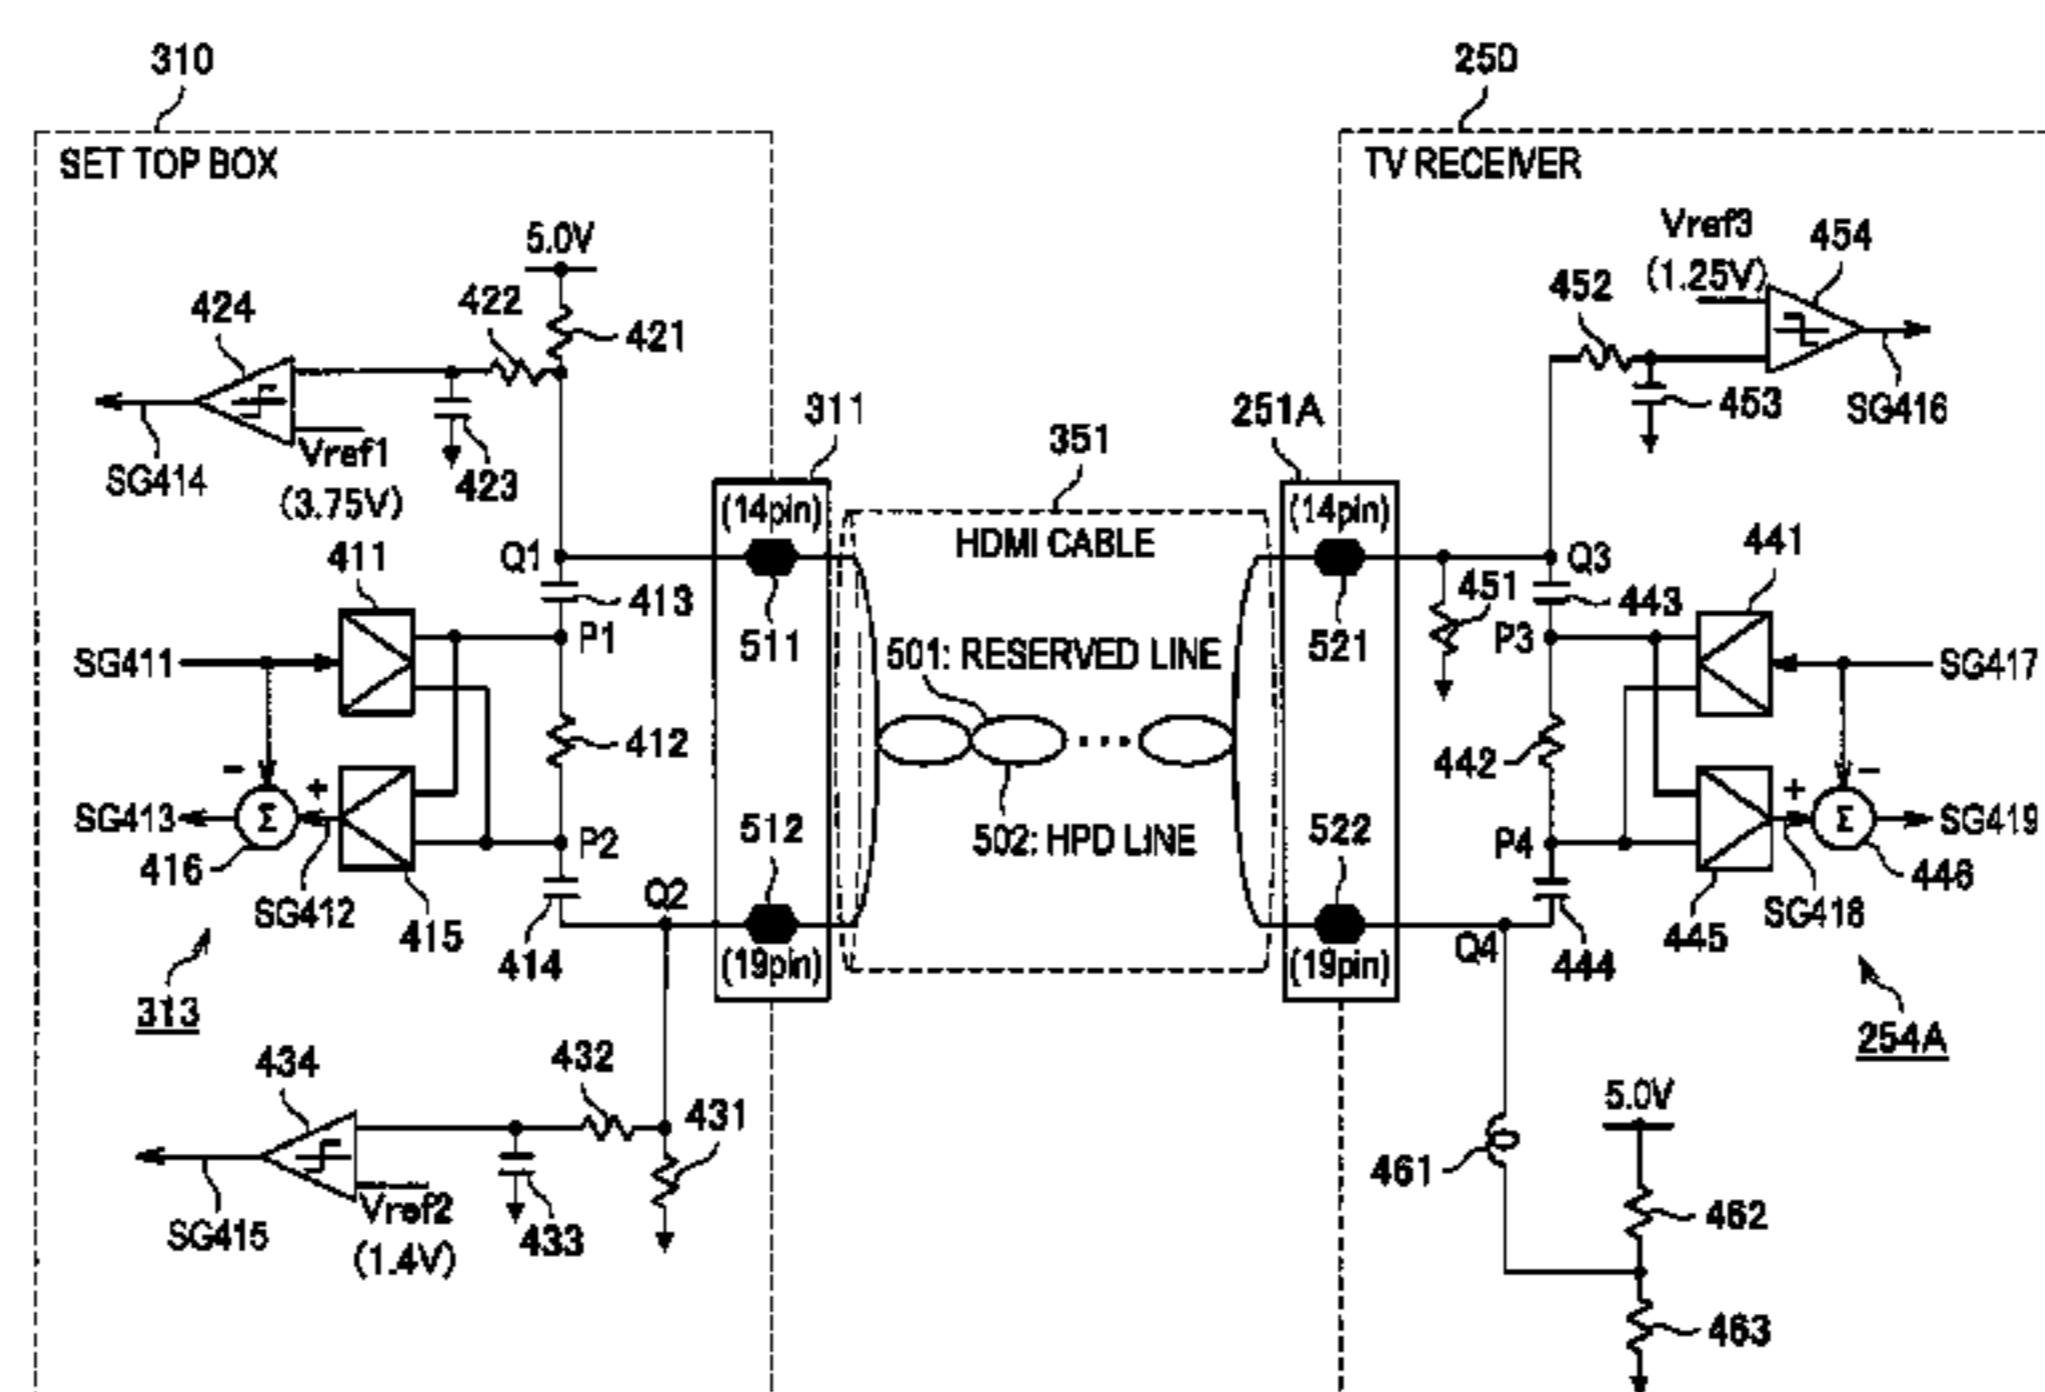 310
250
SET TOP BOX
TV RECEIVER
5.0V
Vref3
(1.25V)
454
424
422
421
452
311
251A
351
453
SG416
SG414
Vref1
(3.75V)
423
(14pin)
(14pin)
HDMI CABLE
411
Q1
Q3
441
413
451
443
SG411
P1
511
501: RESERVED LINE
521
P3
SG417
412
442
SG413
−
+
Σ
P2
512
502: HPD LINE
522
P4
+
−
Σ
SG419
416
SG412
415
414
Q2
(19pin)
(19pin)
Q4
444
445
SG418
446
313
254A
434
432
431
5.0V
461
462
SG415
Vref2
(1.4V)
433
463